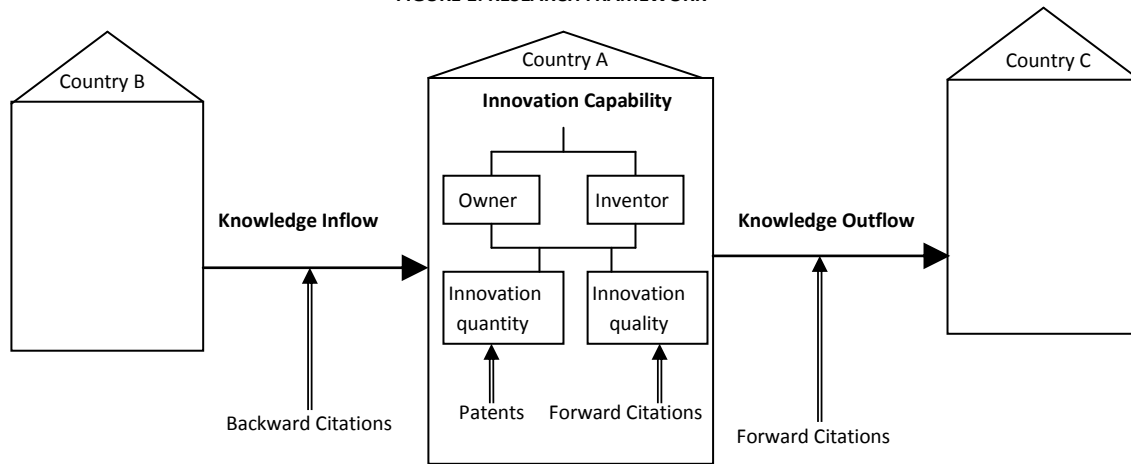 FIGURE 1: RESEARCH FRAMEWORK
Country B
Country A
Country C
Innovation Capability
Owner
Inventor
Knowledge Inflow
Knowledge Outflow
Innovation
quantity
Innovation
quality
Patents
Forward Citations
Backward Citations
Forward Citations